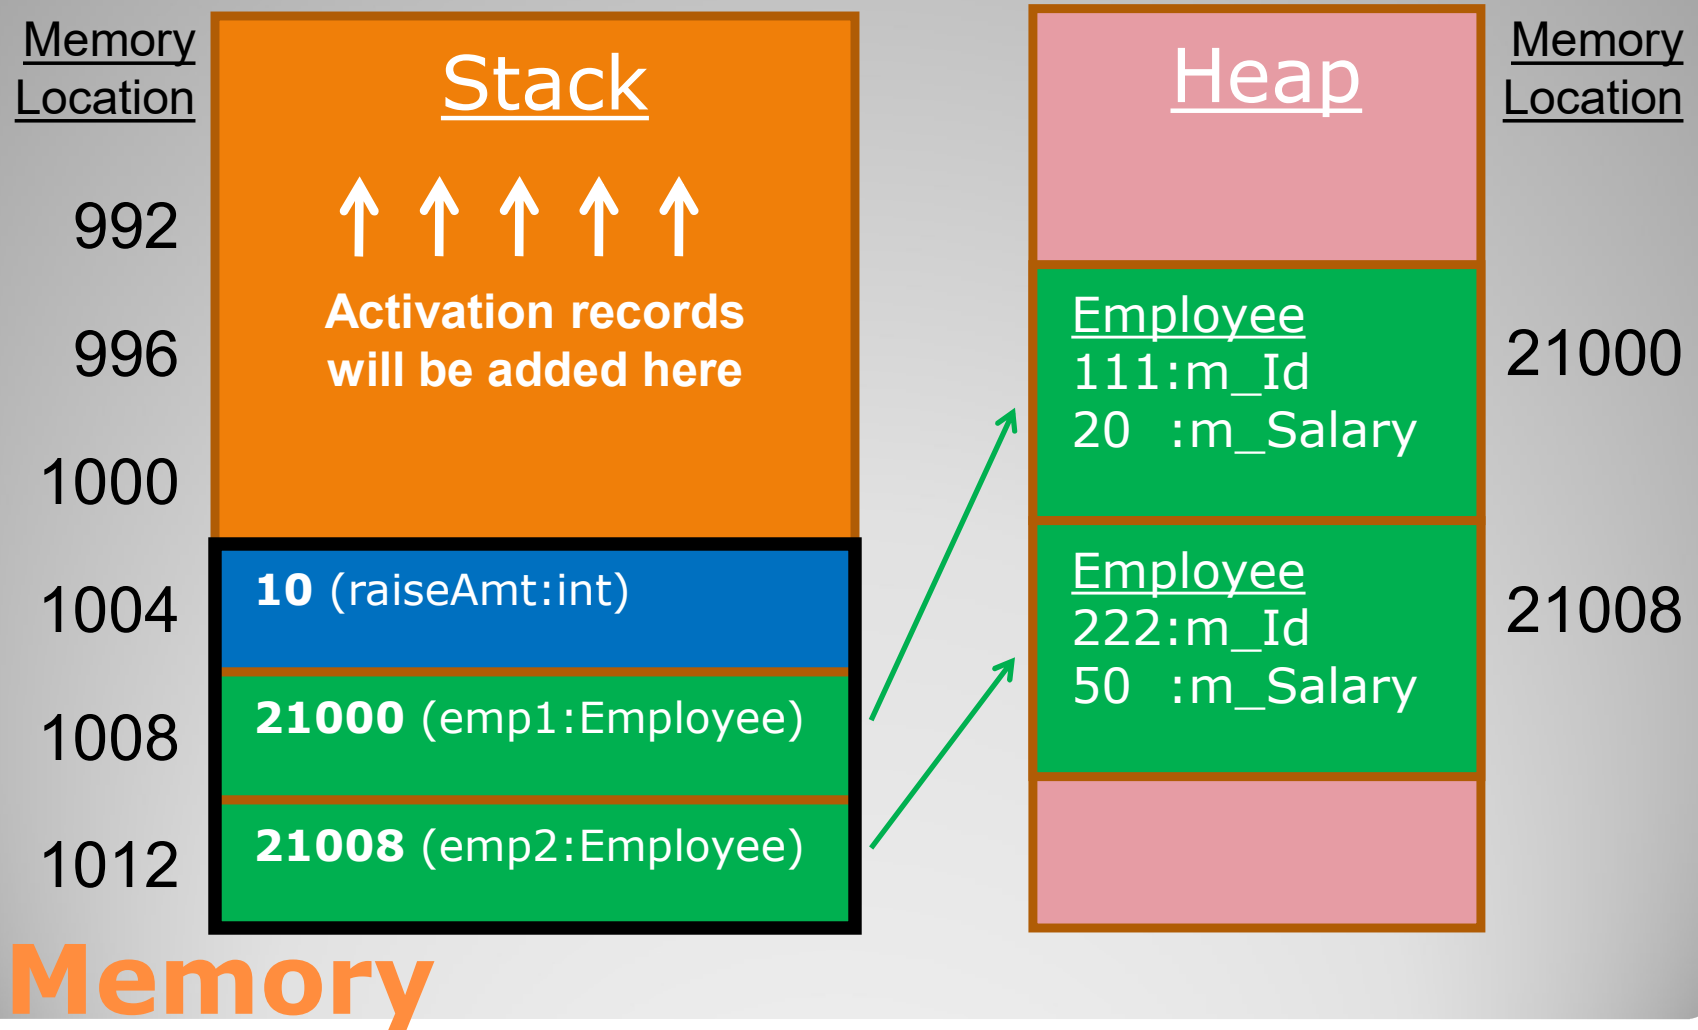 Memory
Location
Stack
992
996
1000
1004
1008
1012
Activation records
will be added here
10 (raiseAmt:int)
21000 (emp1:Employee)
21008 (emp2:Employee)
Heap
Employee
111:m_Id
20 :m_Salary
Employee
222:m_Id
50 :m_Salary
Memory
Location
21000
21008
Memory